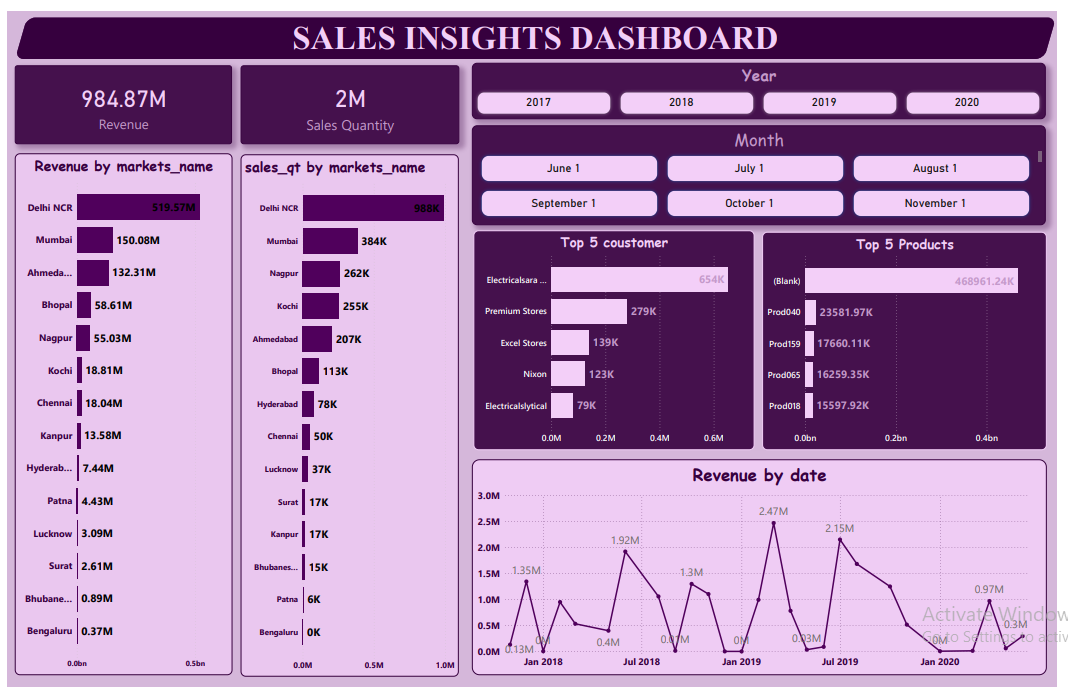 SALES INSIGHTS DASHBOARD
984.87M
Revenue
2M
Sales Quantity
Year
2017
2018
2019
2020
Month
June 1
July 1
August 1
September 1
October 1
November 1
Revenue by markets_name
Delhi NCR 519.57M
Mumbai 150.08M
Ahmeda... 132.31M
Bhopal 58.61M
Nagpur 55.03M
Kochi 18.81M
Chennai 18.04M
Kanpur 13.58M
Hyderab... 7.44M
Patna 4.43M
Lucknow 3.09M
Surat 2.61M
Bhubane... 0.89M
Bengaluru 0.37M
0.0bn 0.5bn
sales_qt by markets_name
Delhi NCR 988K
Mumbai 384K
Nagpur 262K
Kochi 255K
Ahmedabad 207K
Bhopal 113K
Hyderabad 78K
Chennai 50K
Lucknow 37K
Surat 17K
Kanpur 17K
Bhubanes... 15K
Patna 6K
Bengaluru 0K
0.0M 0.5M 1.0M
Top 5 coustomer
Electricalsara ... 654K
Premium Stores 279K
Excel Stores 139K
Nixon 123K
Electricalslytical 79K
0.0M 0.2M 0.4M 0.6M
Top 5 Products
(Blank) 468961.24K
Prod040 23581.97K
Prod159 17660.11K
Prod065 16259.35K
Prod018 15597.92K
0.0bn 0.2bn 0.4bn
Revenue by date
3.0M
2.5M
2.0M
1.5M
1.0M
0.5M
0.0M
0.13M
1.35M
0M
1.92M
0.4M
0.01M
1.3M
0M
2.47M
0.03M
2.15M
0M
0.97M
0.3M
Jan 2018 Jul 2018 Jan 2019 Jul 2019 Jan 2020
Activate Window
Go to Settings to activ